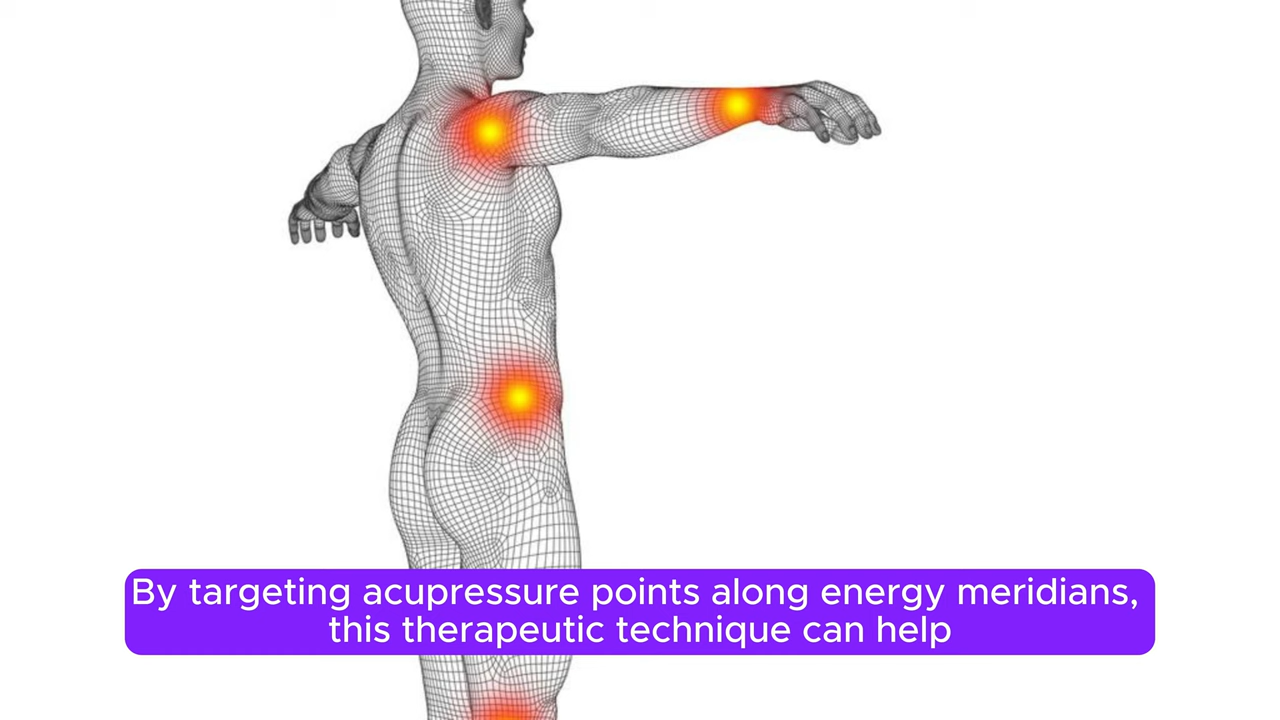 By targeting acupressure points along energy meridians,
this therapeutic technique can help